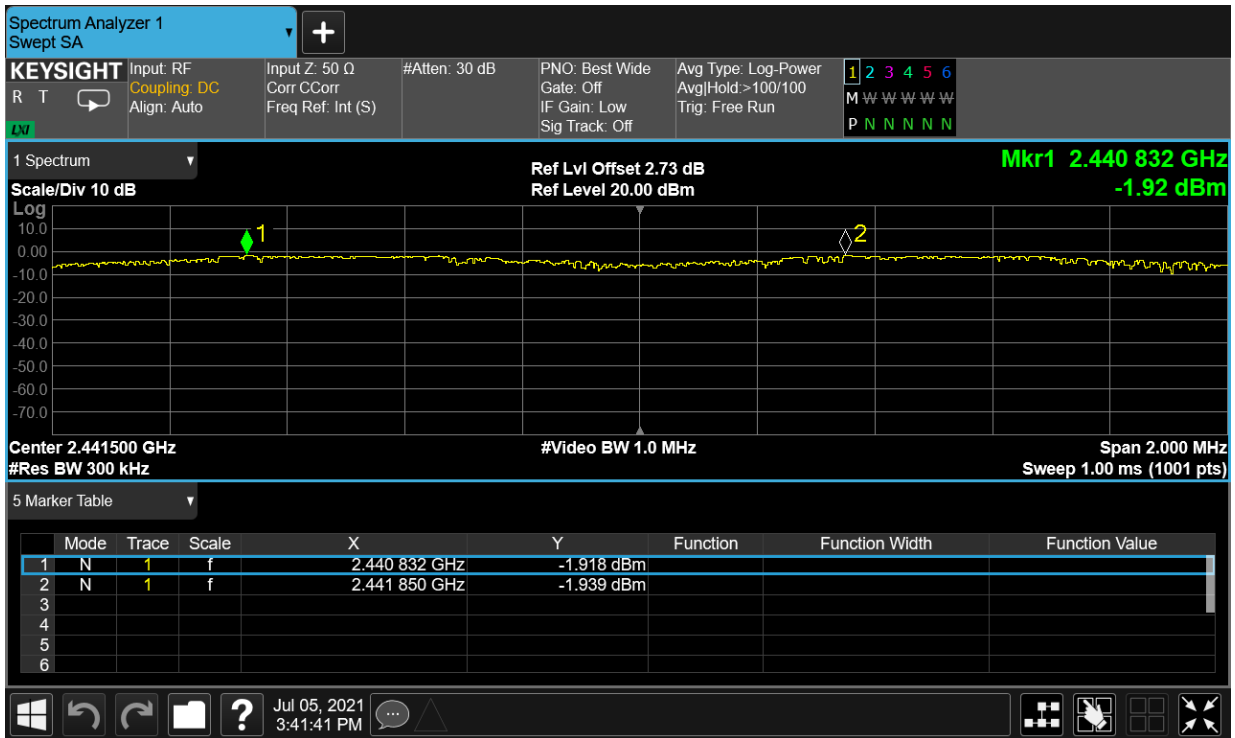 Spectrum Analyzer 1
Swept SA
+
KEYSIGHT Input: RF Input Z: 50 Ω #Atten: 30 dB PNO: Best Wide Avg Type: Log-Power 1 2 3 4 5 6
R T Coupling: DC Corr CCorr Gate: Off Avg|Hold:>100/100 M W W W W W
Align: Auto Freq Ref: Int (S) IF Gain: Low Trig: Free Run
LXI Sig Track: Off P N N N N N N
1 Spectrum Ref Lvl Offset 2.73 dB Mkr1 2.440 832 GHz
Scale/Div 10 dB Ref Level 20.00 dBm -1.92 dBm
Log
10.0 1 2
0.00
-10.0
-20.0
-30.0
-40.0
-50.0
-60.0
-70.0
Center 2.441500 GHz #Video BW 1.0 MHz Span 2.000 MHz
#Res BW 300 kHz Sweep 1.00 ms (1001 pts)
5 Marker Table
Mode Trace Scale X Y Function Function Width Function Value
1 N 1 f 2.440 832 GHz -1.918 dBm
2 N 1 f 2.441 850 GHz -1.939 dBm
3
4
5
6
? Jul 05, 2021
3:41:41 PM